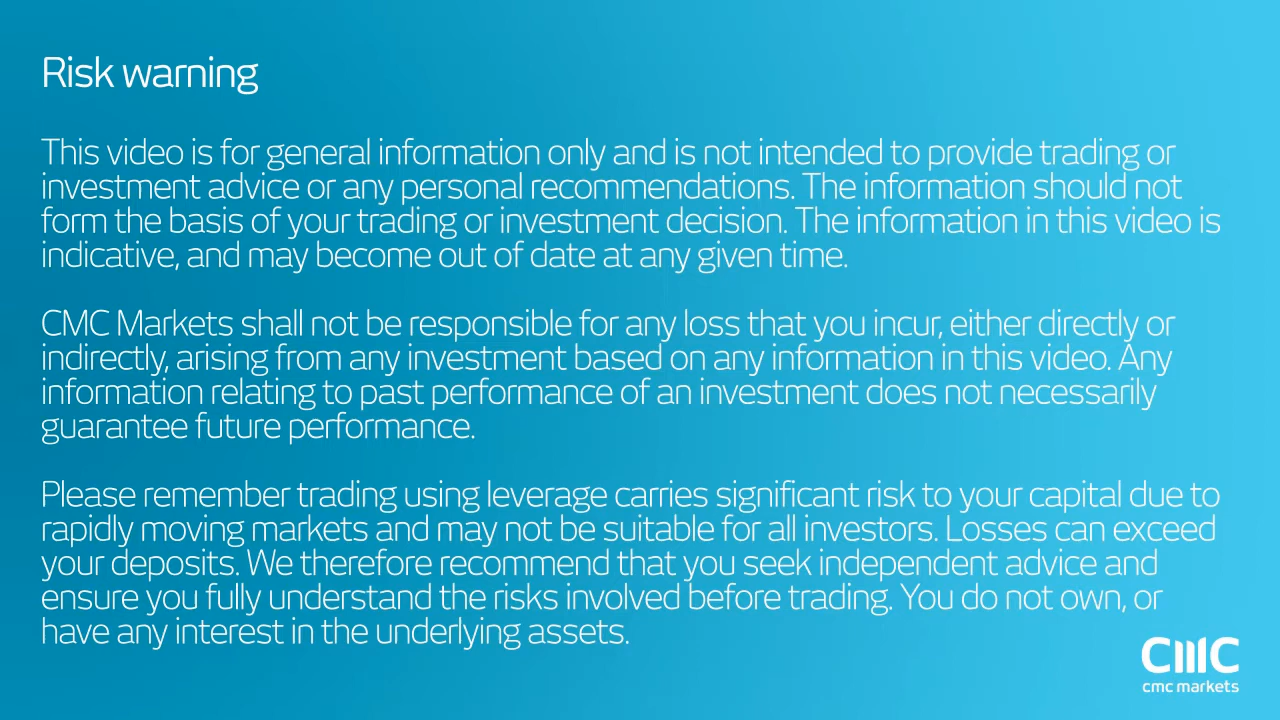 Risk warning
This video is for general information only and is not intended to provide trading or
investment advice or any personal recommendations. The information should not
form the basis of your trading or investment decision. The information in this video is
indicative, and may become out of date at any given time.
CMC Markets shall not be responsible for any loss that you incur, either directly or
indirectly, arising from any investment based on any information in this video. Any
information relating to past performance of an investment does not necessarily
guarantee future performance.
Please remember trading using leverage carries significant risk to your capital due to
rapidly moving markets and may not be suitable for all investors. Losses can exceed
your deposits. We therefore recommend that you seek independent advice and
ensure you fully understand the risks involved before trading. You do not own, or
have any interest in the underlying assets.
CMC
cmc markets